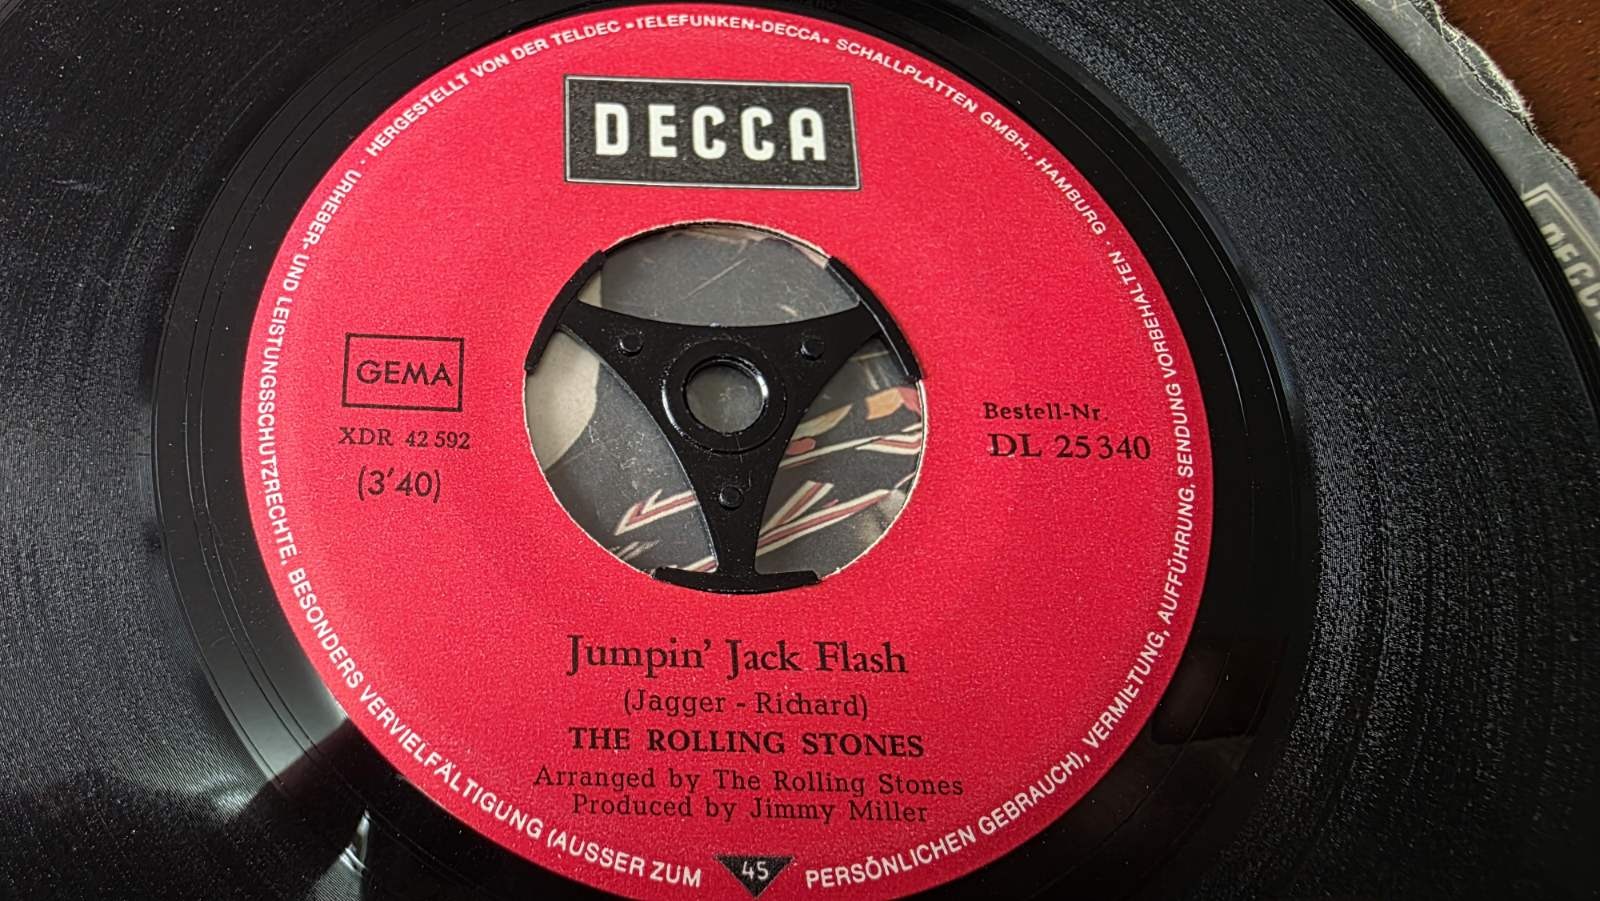 DECCA
GEMA
XDR 42 592
(3'40)
Bestell-Nr.
DL 25 340
Jumpin' Jack Flash
(Jagger - Richard)
THE ROLLING STONES
Arranged by The Rolling Stones
Produced by Jimmy Miller
45
· HERGESTELLT VON DER TELDEC »TELEFUNKEN-DECCA« SCHALLPLATTEN GMBH., HAMBURG · URHEBER- UND LEISTUNGSSCHUTZRECHTE, BESONDERS VERVIELFÄLTIGUNG (AUSSER ZUM PERSÖNLICHEN GEBRAUCH), VERMIETUNG, AUFFÜHRUNG, SENDUNG VORBEHALTEN ·
DECCA